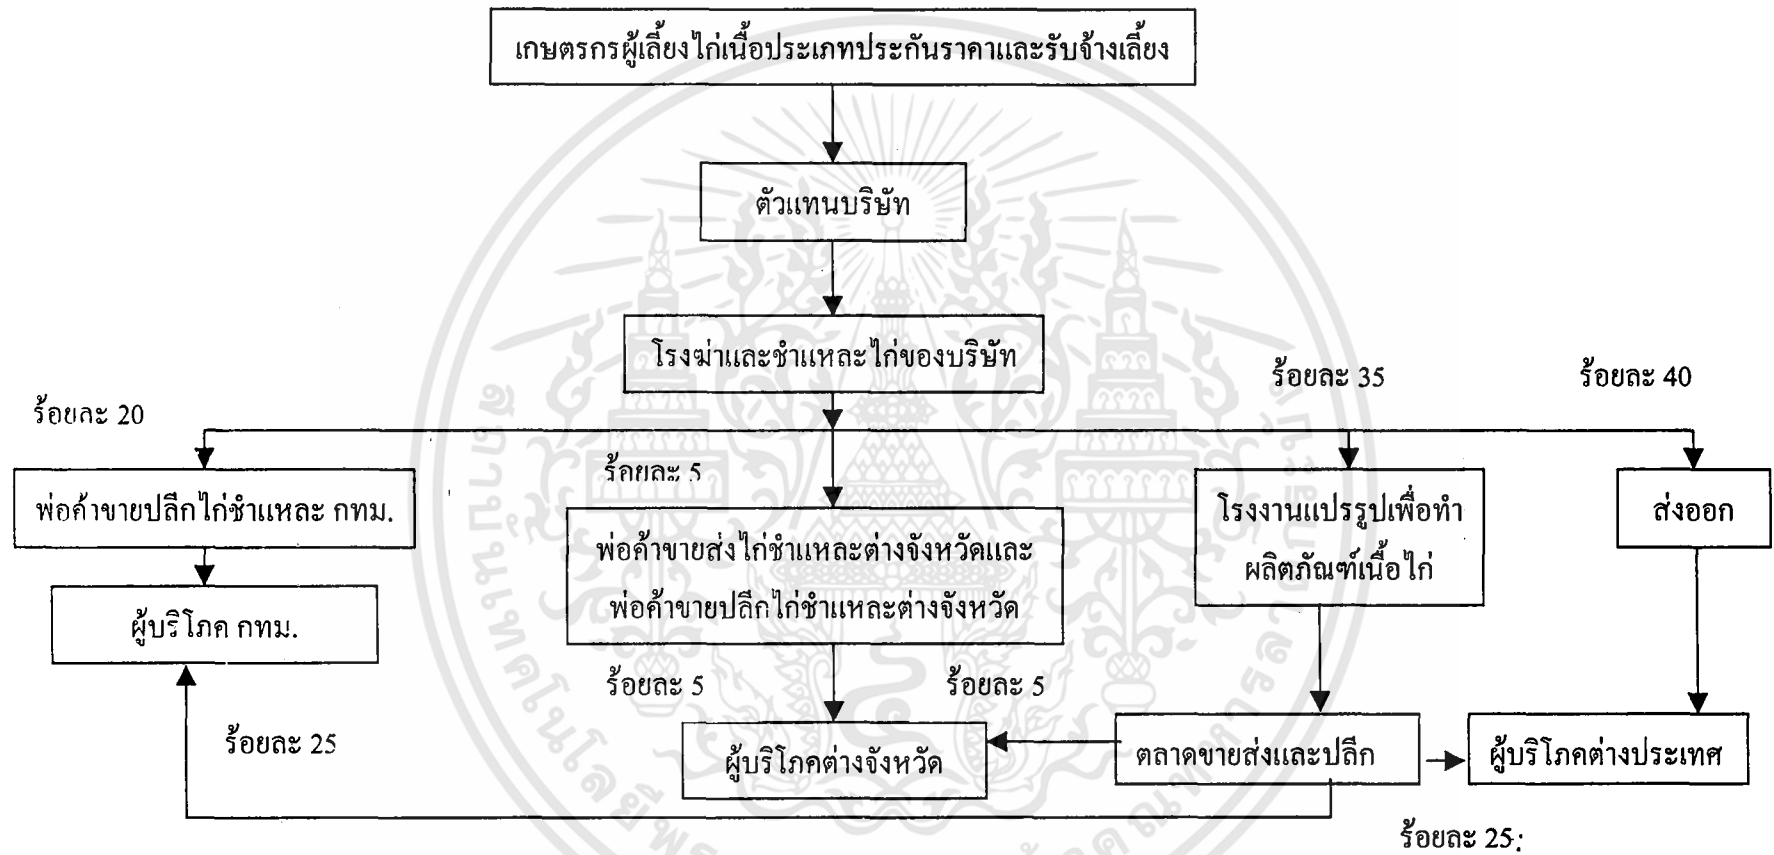 เกษตรกรผู้เลี้ยงไก่เนื้อประเภทประกันราคาและรับจ้างเลี้ยง
ตัวแทนบริษัท
โรงฆ่าและชำแหละไก่ของบริษัท
ร้อยละ 35
ร้อยละ 40
ร้อยละ 20
ร้อยละ 5
พ่อค้าขายปลีกไก่ชำแหละ กทม.
พ่อค้าขายส่งไก่ชำแหละต่างจังหวัดและ
พ่อค้าขายปลีกไก่ชำแหละต่างจังหวัด
โรงงานแปรรูปเพื่อทำ
ผลิตภัณฑ์เนื้อไก่
ส่งออก
ผู้บริโภค กทม.
ร้อยละ 5
ร้อยละ 5
ร้อยละ 25
ผู้บริโภคต่างจังหวัด
ตลาดขายส่งและปลีก
ผู้บริโภคต่างประเทศ
ร้อยละ 25: